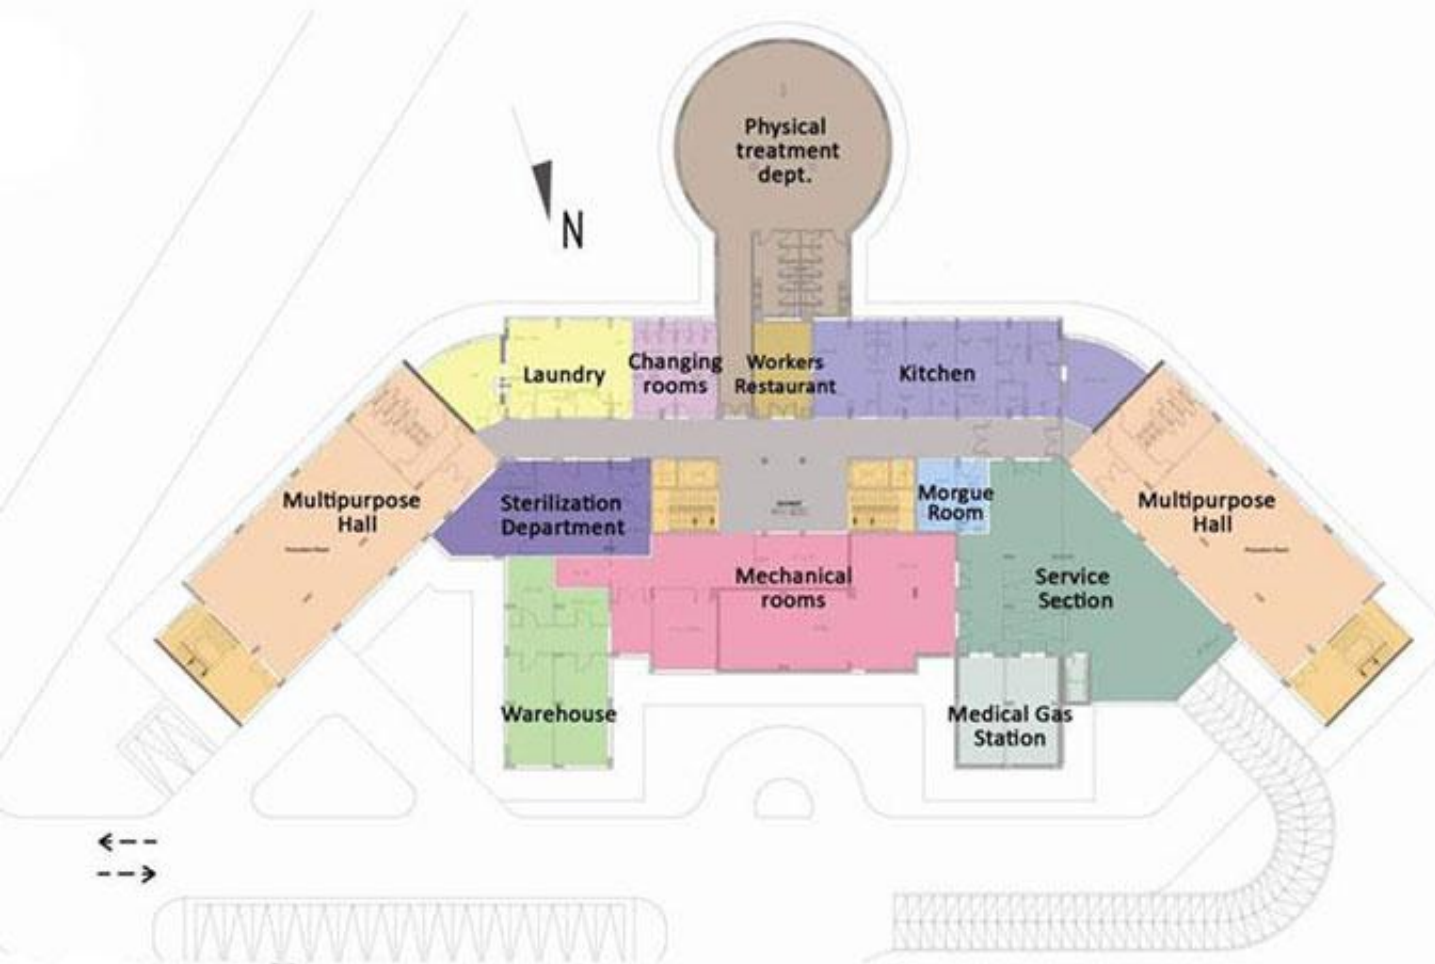 Physical
treatment
dept.
N
Laundry
Changing
rooms
Workers
Restaurant
Kitchen
Multipurpose
Hall
Sterilization
Department
Morgue
Room
Multipurpose
Hall
Mechanical
rooms
Service
Section
Warehouse
Medical Gas
Station